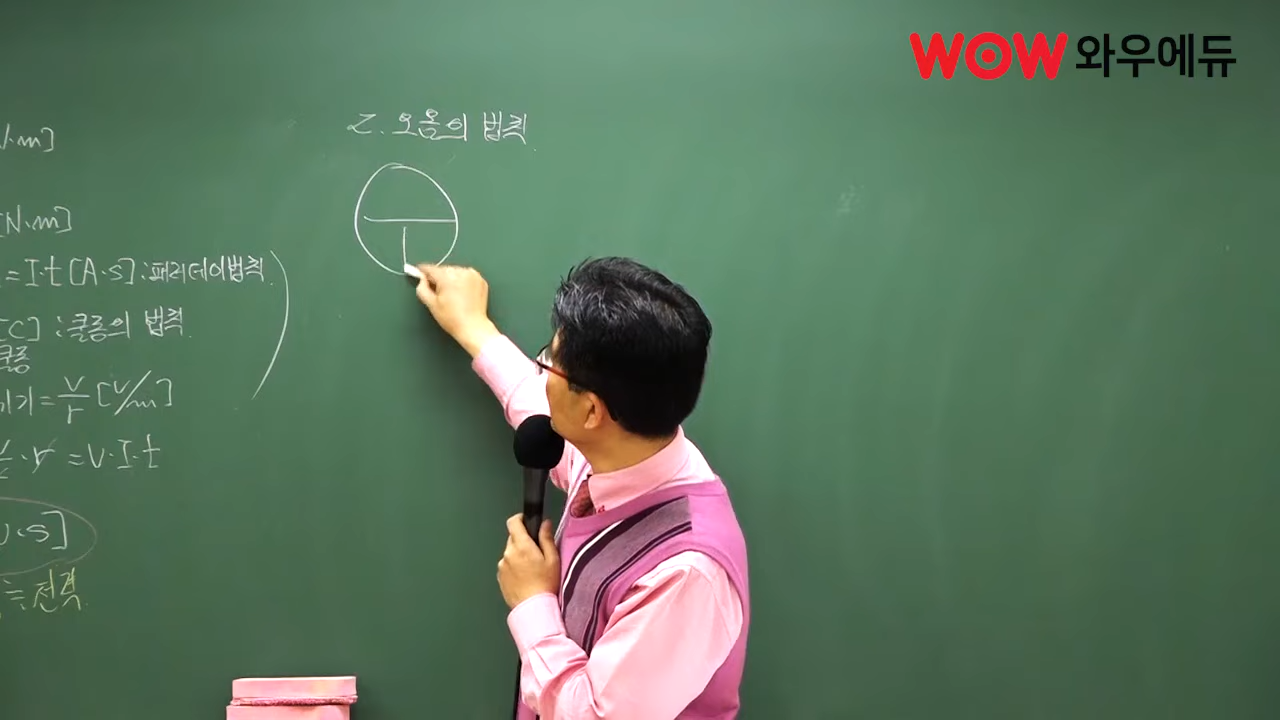 WOW 와우에듀
2. 오옴의 법칙.
·m]
[N·m]
=I·t[A·s]:패러데이법칙.
[C] :쿨롱의 법칙.
쿨롱
기=V/r [V/m]
·r =V·I·t
·s]
≒전력.